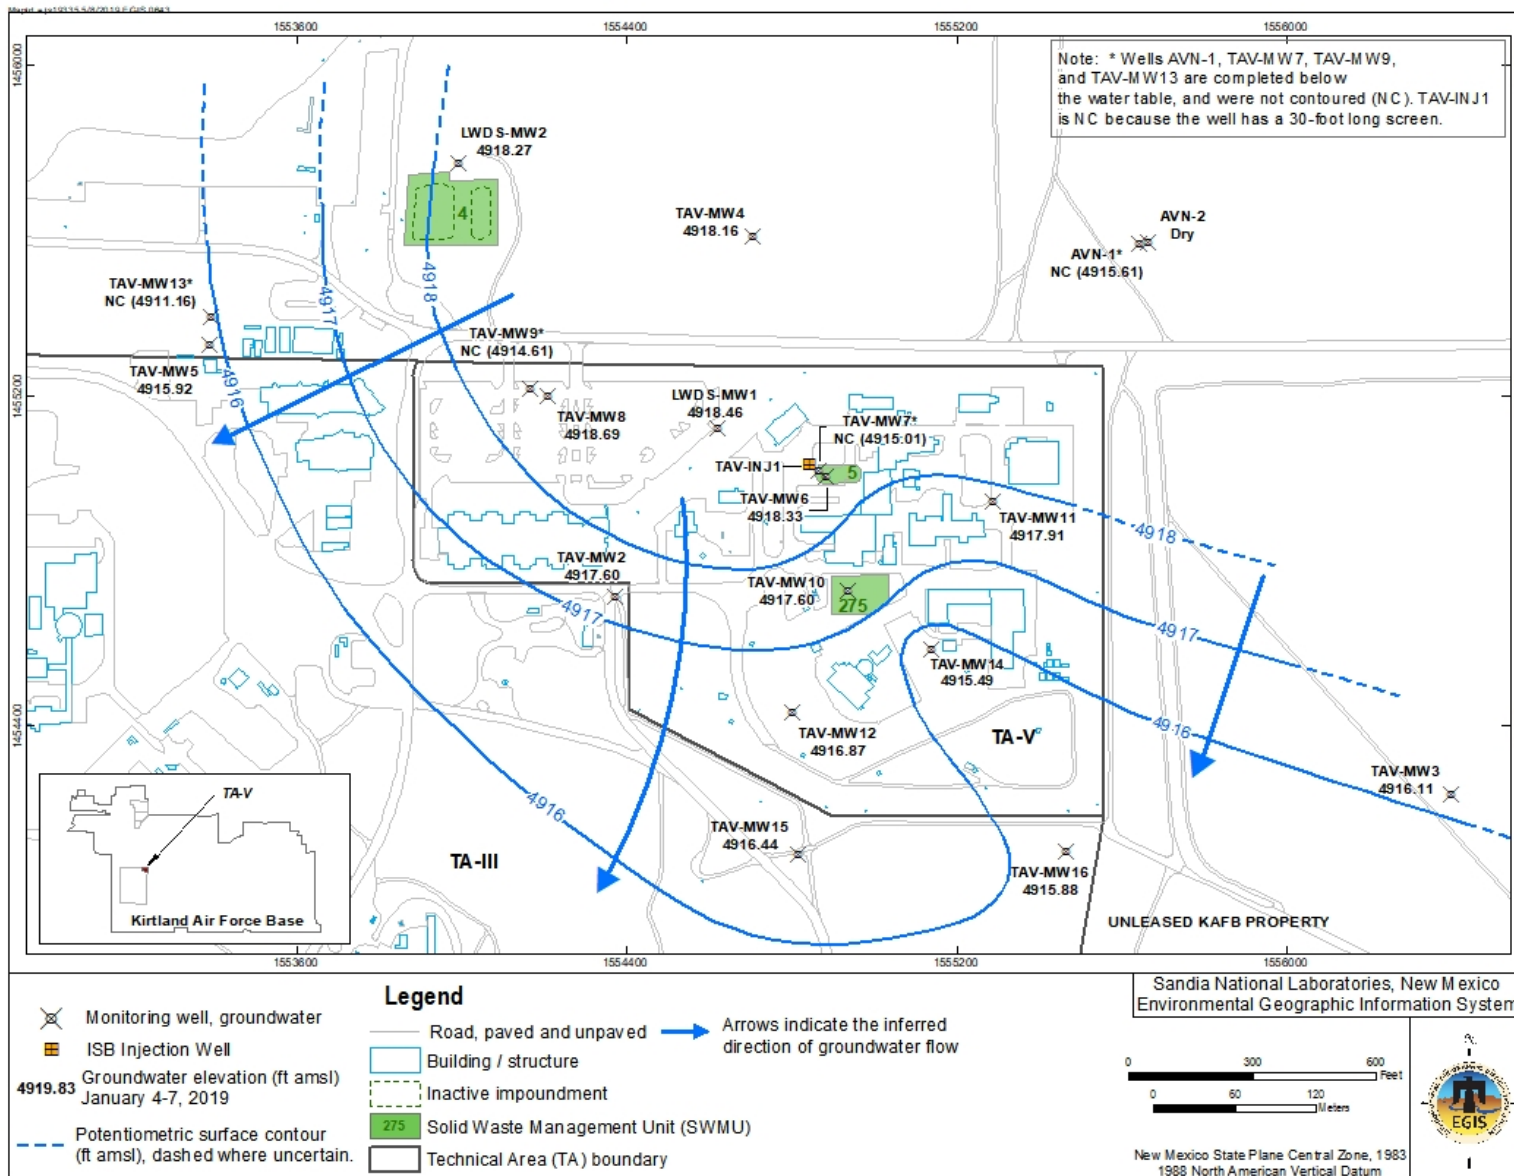 1553600
1554400
1555200
1556000
1456000
Note: * Wells AVN-1, TAV-MW7, TAV-MW9,
and TAV-MW13 are completed below
the water table, and were not contoured (NC). TAV-INJ1
is NC because the well has a 30-foot long screen.
LWDS-MW2
4918.27
4
TAV-MW4
4918.16
AVN-2
Dry
AVN-1*
NC (4915.61)
TAV-MW13*
NC (4911.16)
4918
4917
TAV-MW9*
NC (4914.61)
TAV-MW5
4915.92
4916
1455200
TAV-MW8
4918.69
LWDS-MW1
4918.46
TAV-MW7*
NC (4915.01)
TAV-INJ1
5
TAV-MW6
4918.33
TAV-MW11
4917.91
4918
TAV-MW2
4917.60
TAV-MW10
4917.60
275
4917
4917
TAV-MW14
4915.49
1454400
TAV-MW12
4916.87
TA-V
4916
TAV-MW3
4916.11
TA-V
4916
TAV-MW15
4916.44
TA-III
TAV-MW16
4915.88
Kirtland Air Force Base
UNLEASED KAFB PROPERTY
1553600
1554400
1555200
1556000
Legend
Monitoring well, groundwater
ISB Injection Well
4919.83 Groundwater elevation (ft amsl)
January 4-7, 2019
Potentiometric surface contour
(ft amsl), dashed where uncertain.
Road, paved and unpaved
Building / structure
Inactive impoundment
275 Solid Waste Management Unit (SWMU)
Technical Area (TA) boundary
Arrows indicate the inferred
direction of groundwater flow
Sandia National Laboratories, New Mexico
Environmental Geographic Information System
0 300 600
Feet
0 60 120
Meters
EGIS
New Mexico State Plane Central Zone, 1983
1988 North American Vertical Datum